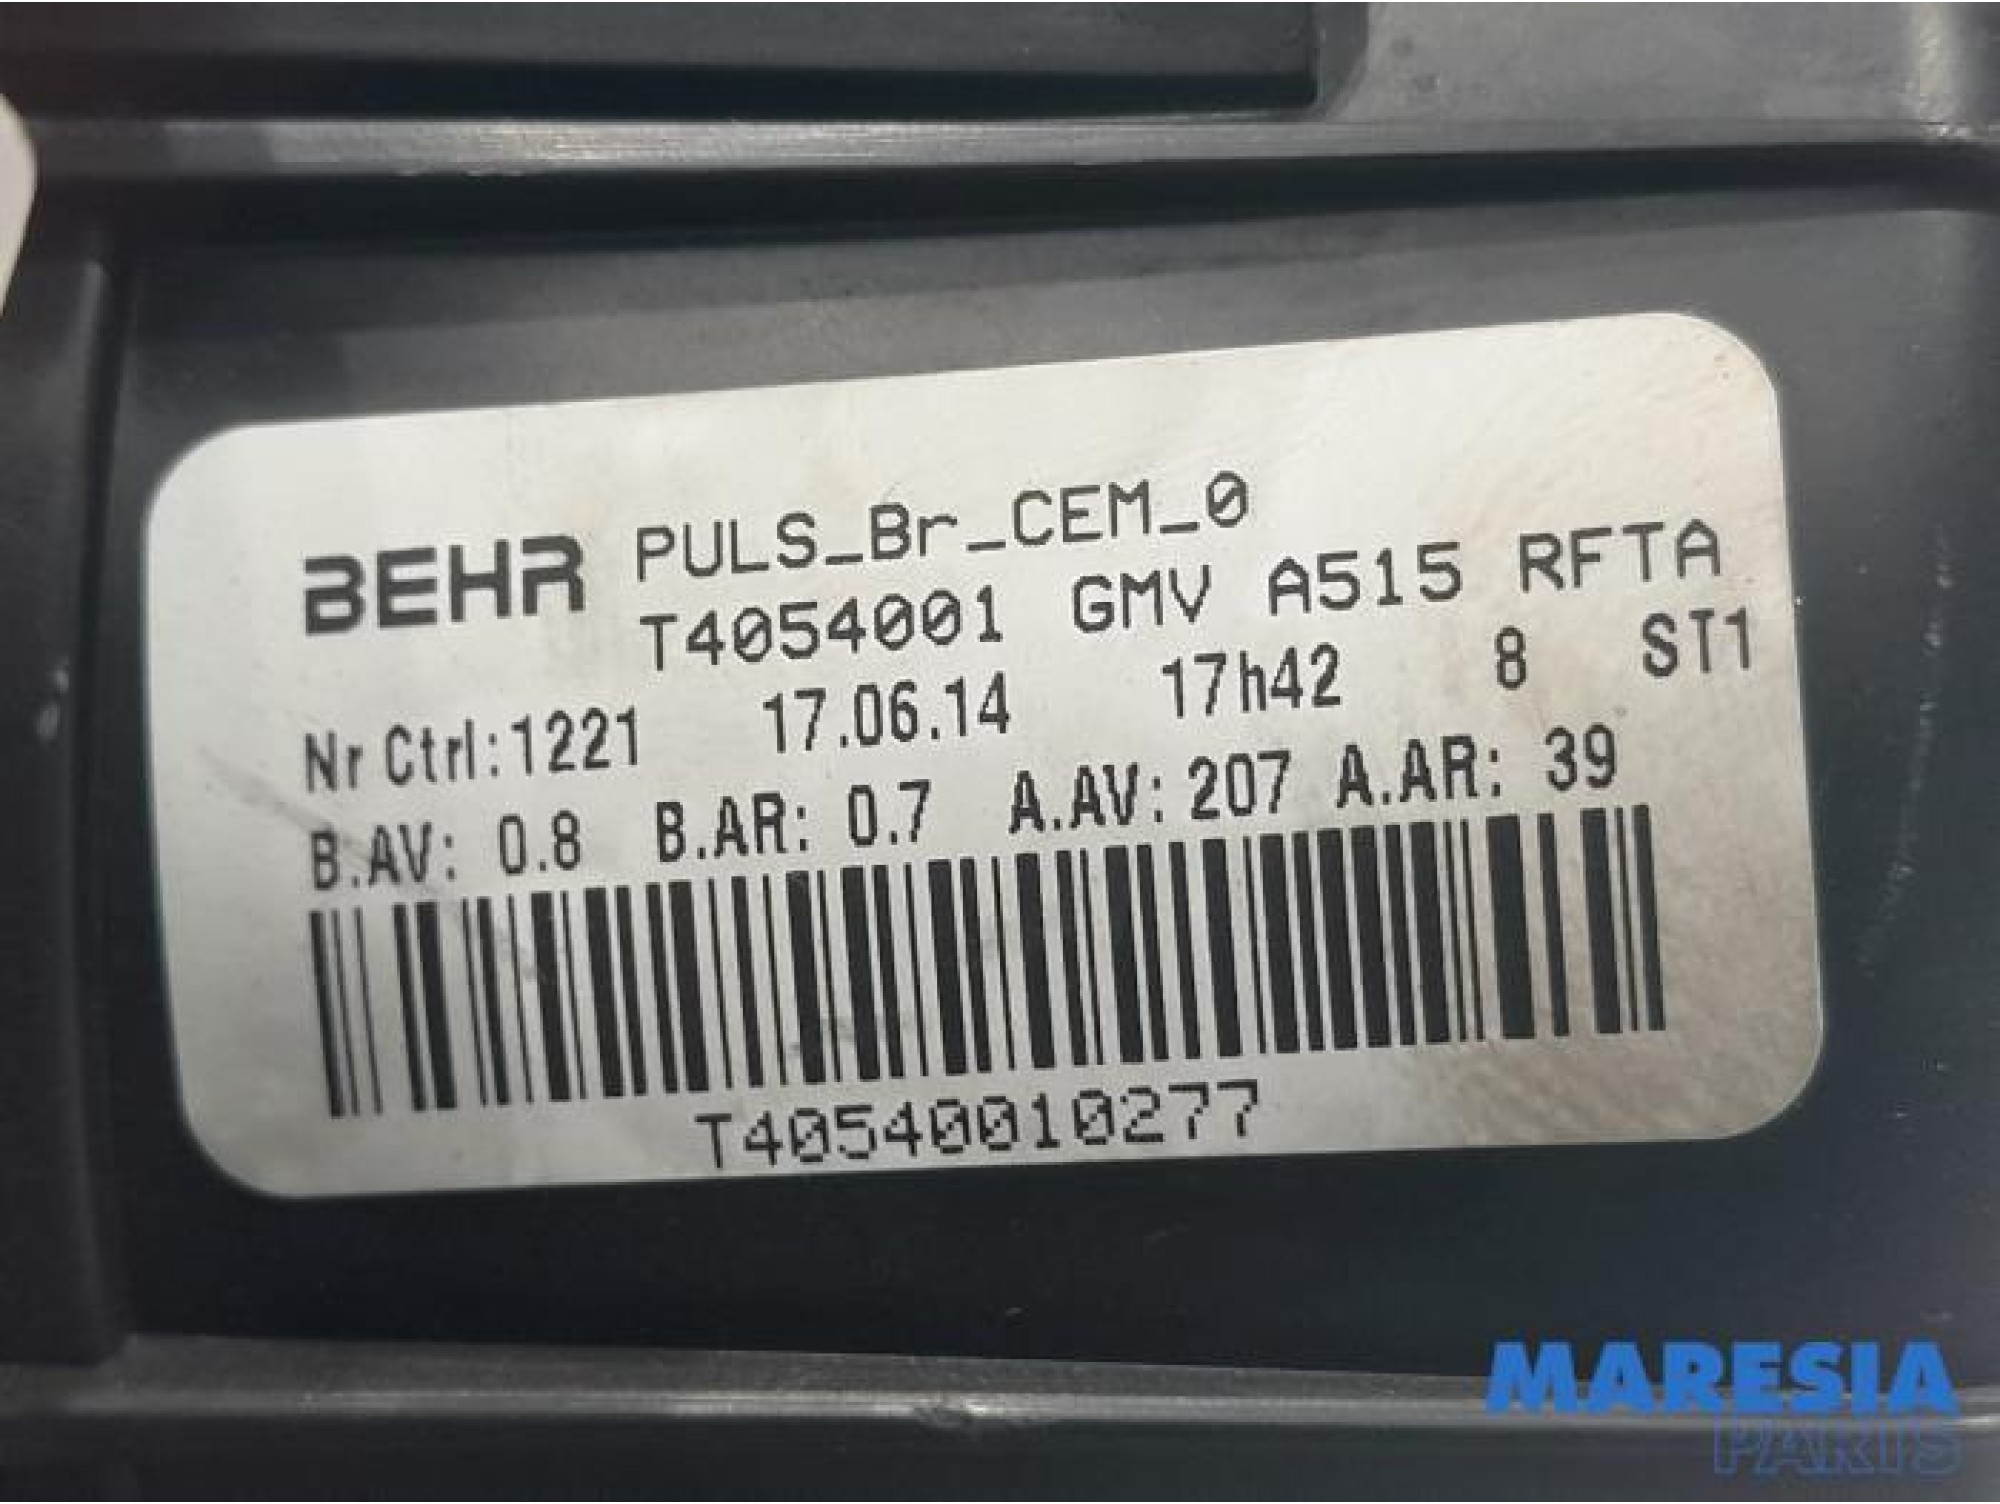 BEHR PULS_Br_CEM_0
T4054001 GMV A515 RFTA
Nr Ctrl:1221 17.06.14 17h42 8 ST1
B.AV: 0.8 B.AR: 0.7 A.AV: 207 A.AR: 39
T40540010277
MARESIA
PARTS